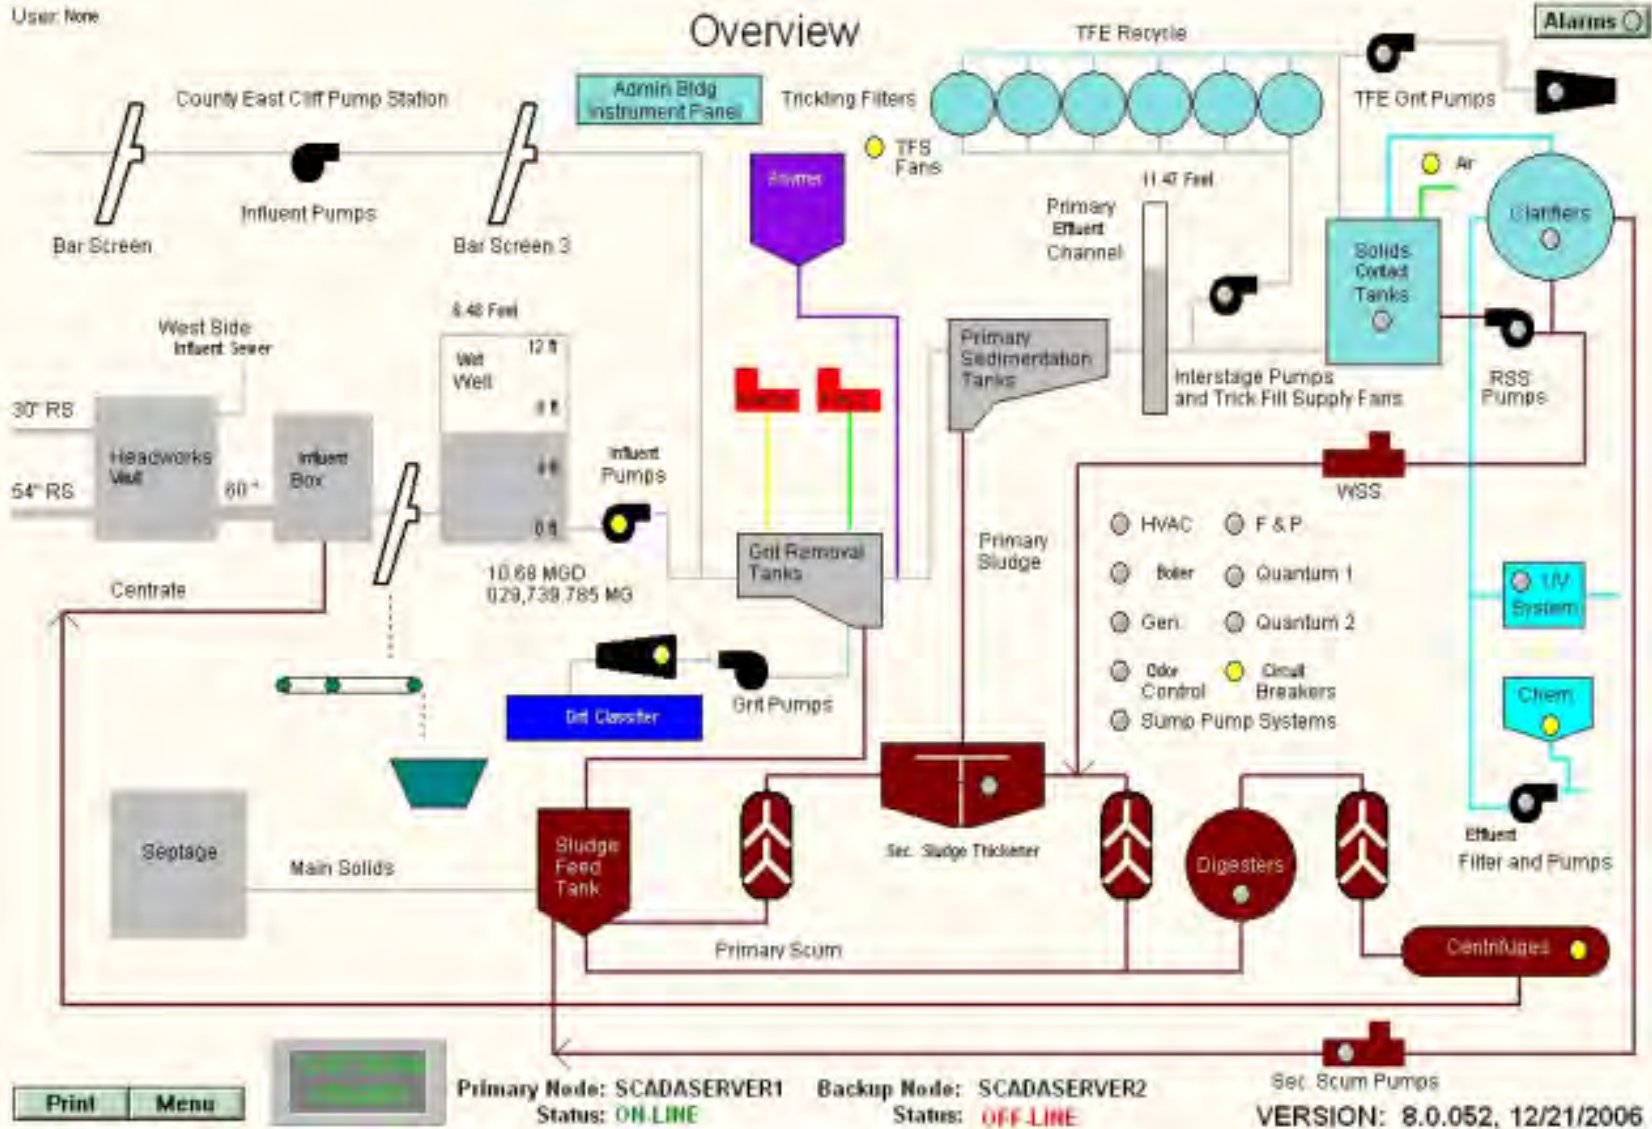 User: None
Overview
Alarms
TFE Recycle
County East Cliff Pump Station
Admin Bldg
Instrument Panel
Trickling Filters
TFE Grit Pumps
TFS
Fans
Air
11.47 Feet
Influent Pumps
Primary
Effluent
Channel
Clarifiers
Bar Screen
Bar Screen 3
Solids
Contact
Tanks
6.48 Feet
West Side
Influent Sewer
Wet
Well
12 ft
Primary
Sedimentation
Tanks
Interstage Pumps
and Trick Fill Supply Fans
RSS
Pumps
30" RS
Headworks
Influent
Box
Influent
Pumps
54" RS
60 "
0 ft
WSS
HVAC
F & P
Primary
Sludge
Grit Removal
Tanks
10.68 MGD
029,739.785 MG
Boiler
Quantum 1
Centrate
UV
System
Gen.
Quantum 2
Odor
Control
Circuit
Breakers
Chem.
Grit Pumps
Grit Classifier
Sump Pump Systems
Septage
Main Solids
Sludge
Feed
Tank
Sec. Sludge Thickener
Digesters
Effluent
Filter and Pumps
Primary Scum
Centrifuges
Sec. Scum Pumps
Print
Menu
Primary Node: SCADASERVER1
Status: ON-LINE
Backup Node: SCADASERVER2
Status: OFF-LINE
VERSION: 8.0.052, 12/21/2006